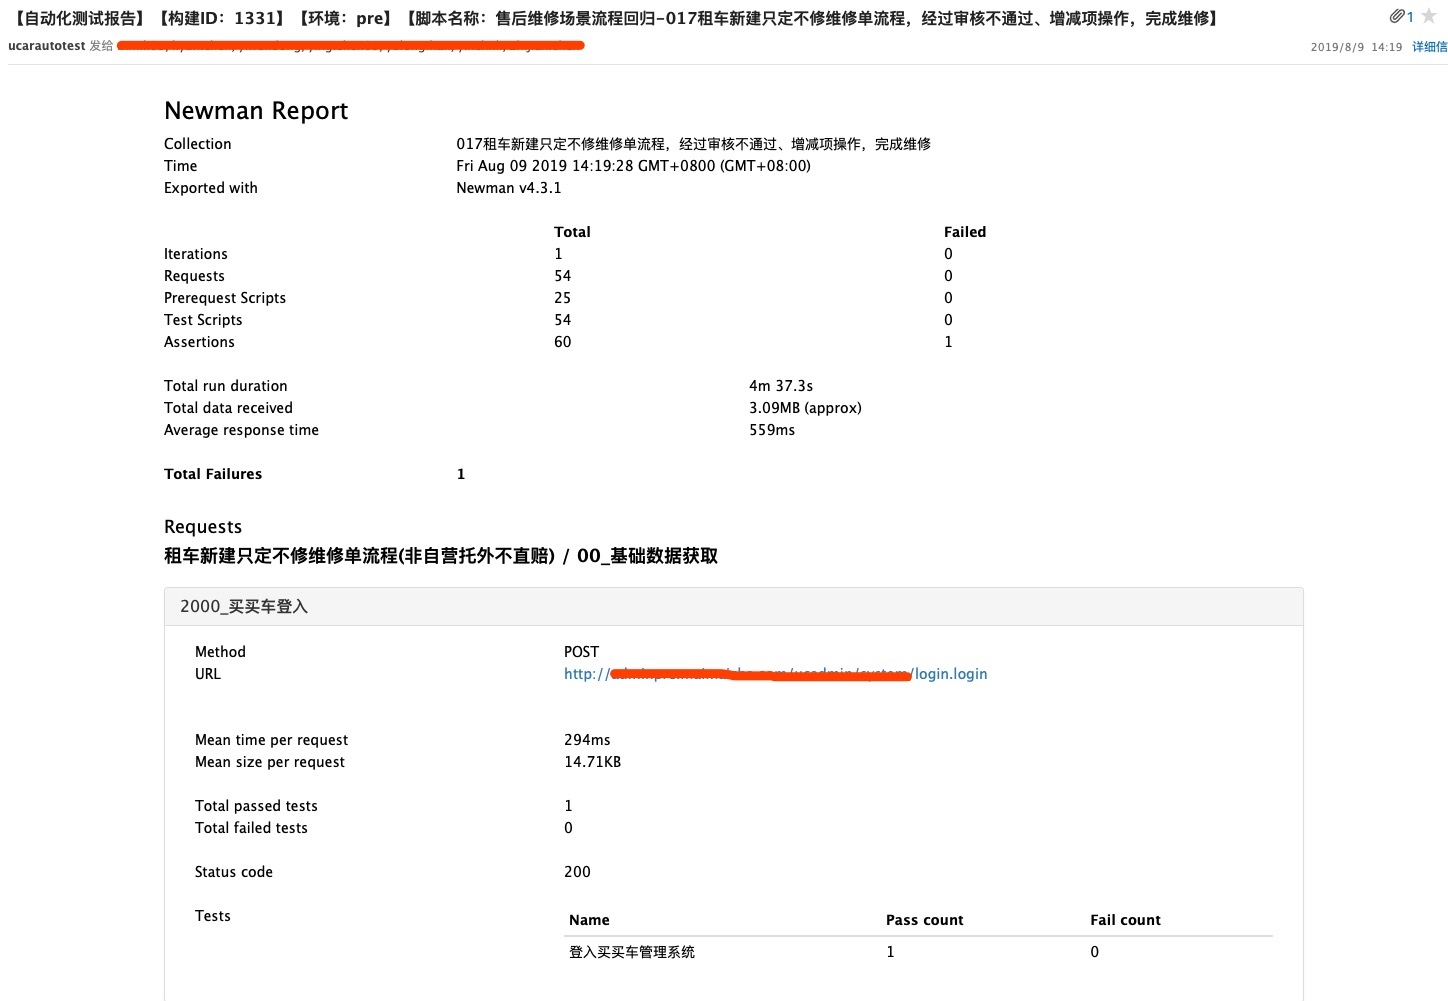 【自动化测试报告】【构建ID：1331】【环境：pre】【脚本名称：售后维修场景流程回归-017租车新建只定不修维修单流程，经过审核不通过、增减项操作，完成维修】
1
ucarautotest 发给
2019/8/9 14:19 详细信
Newman Report
Collection 017租车新建只定不修维修单流程，经过审核不通过、增减项操作，完成维修
Time Fri Aug 09 2019 14:19:28 GMT+0800 (GMT+08:00)
Exported with Newman v4.3.1
Total Failed
Iterations 1 0
Requests 54 0
Prerequest Scripts 25 0
Test Scripts 54 0
Assertions 60 1
Total run duration 4m 37.3s
Total data received 3.09MB (approx)
Average response time 559ms
Total Failures 1
Requests
租车新建只定不修维修单流程(非自营托外不直赔) / 00_基础数据获取
2000_买买车登入
Method POST
URL http:// /login.login
Mean time per request 294ms
Mean size per request 14.71KB
Total passed tests 1
Total failed tests 0
Status code 200
Tests Name Pass count Fail count
登入买买车管理系统 1 0